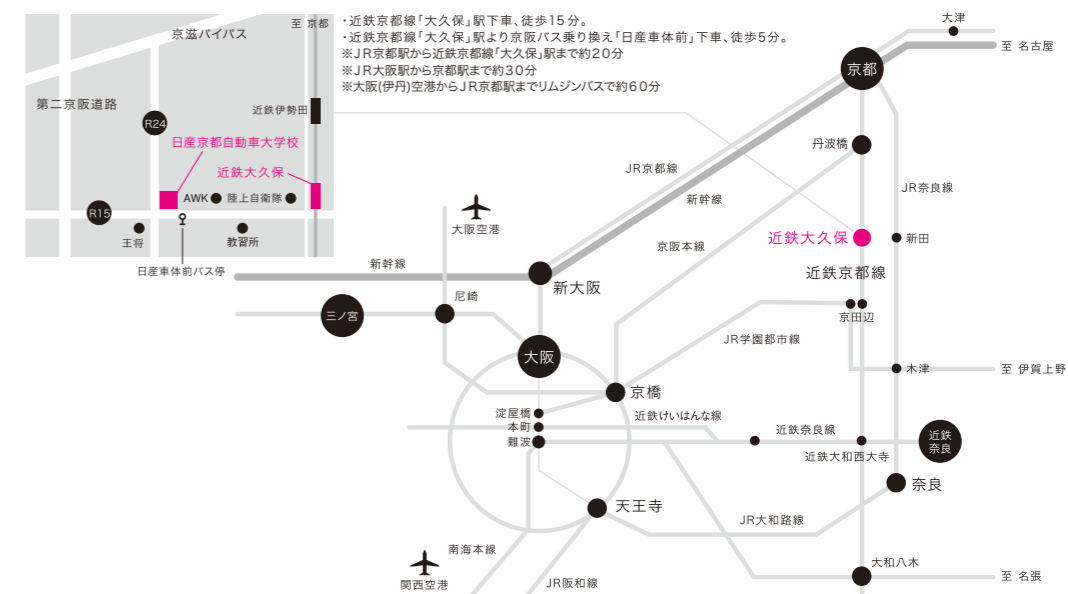 ・近鉄京都線「大久保」駅下車、徒歩15分。
・近鉄京都線「大久保」駅より京阪バス乗り換え「日産車体前」下車、徒歩5分。
※JR京都駅から近鉄京都線「大久保」駅まで約20分
※JR大阪駅から京都駅まで約30分
※大阪(伊丹)空港からJR京都駅までリムジンバスで約60分
至 京都
京滋バイパス
第二京阪道路
近鉄伊勢田
R24
日産京都自動車大学校
近鉄大久保
AWK
陸上自衛隊
R15
王将
教習所
日産車体前バス停
大津
至 名古屋
京都
丹波橋
JR京都線
JR奈良線
新幹線
大阪空港
京阪本線
近鉄大久保
新田
新幹線
近鉄京都線
新大阪
尼崎
三ノ宮
京田辺
JR学園都市線
大阪
木津
至 伊賀上野
京橋
淀屋橋
近鉄けいはんな線
本町
近鉄奈良線
難波
近鉄
奈良
近鉄大和西大寺
奈良
天王寺
JR大和路線
南海本線
大和八木
関西空港
JR阪和線
至 名張